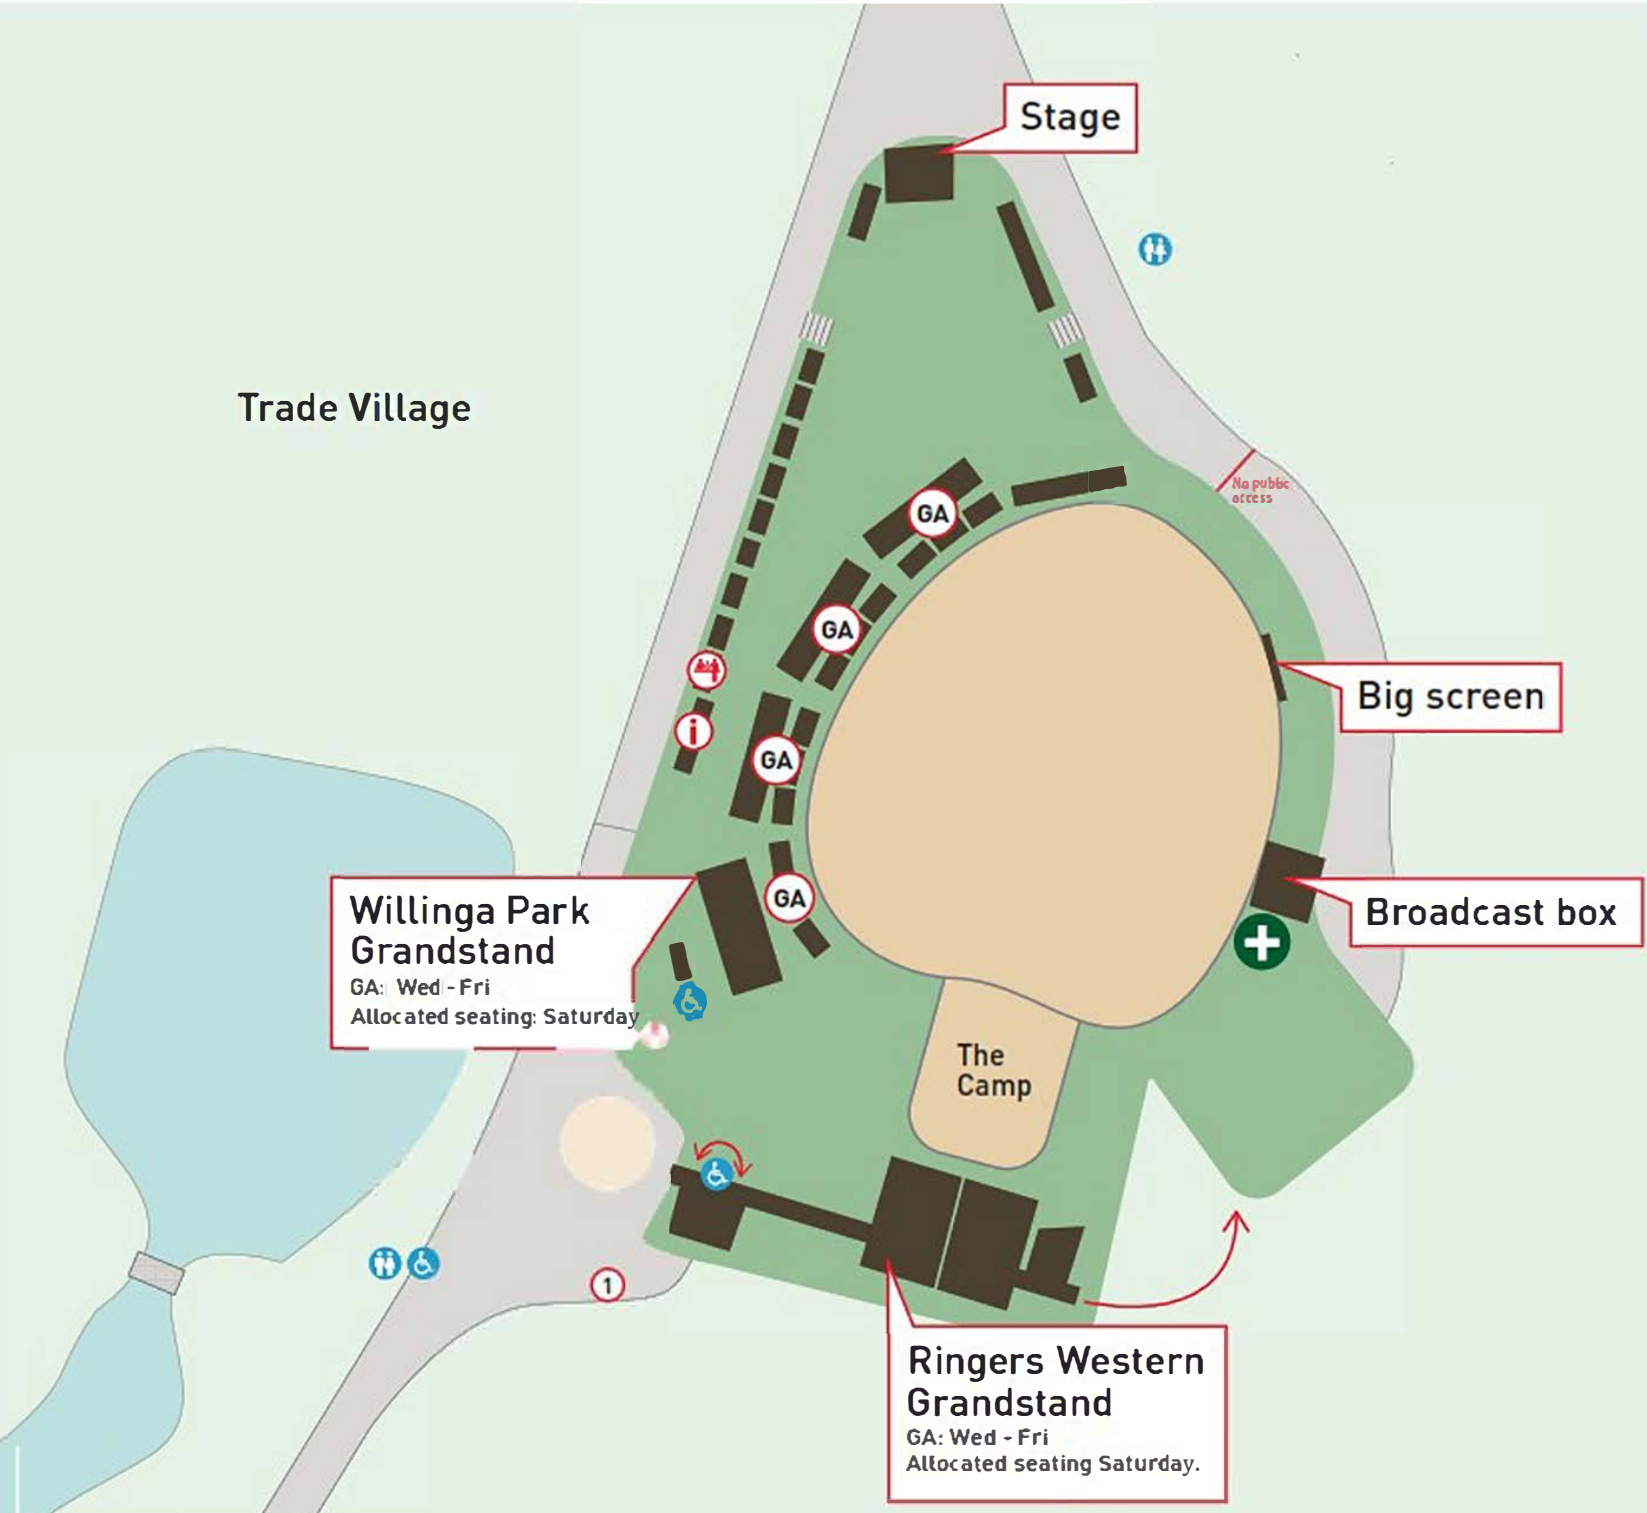 Stage
Trade Village
No public
access
GA
GA
Big screen
GA
GA
Willinga Park
Grandstand
GA: Wed - Fri
Allocated seating: Saturday
Broadcast box
The
Camp
1
Ringers Western
Grandstand
GA: Wed - Fri
Allocated seating Saturday.